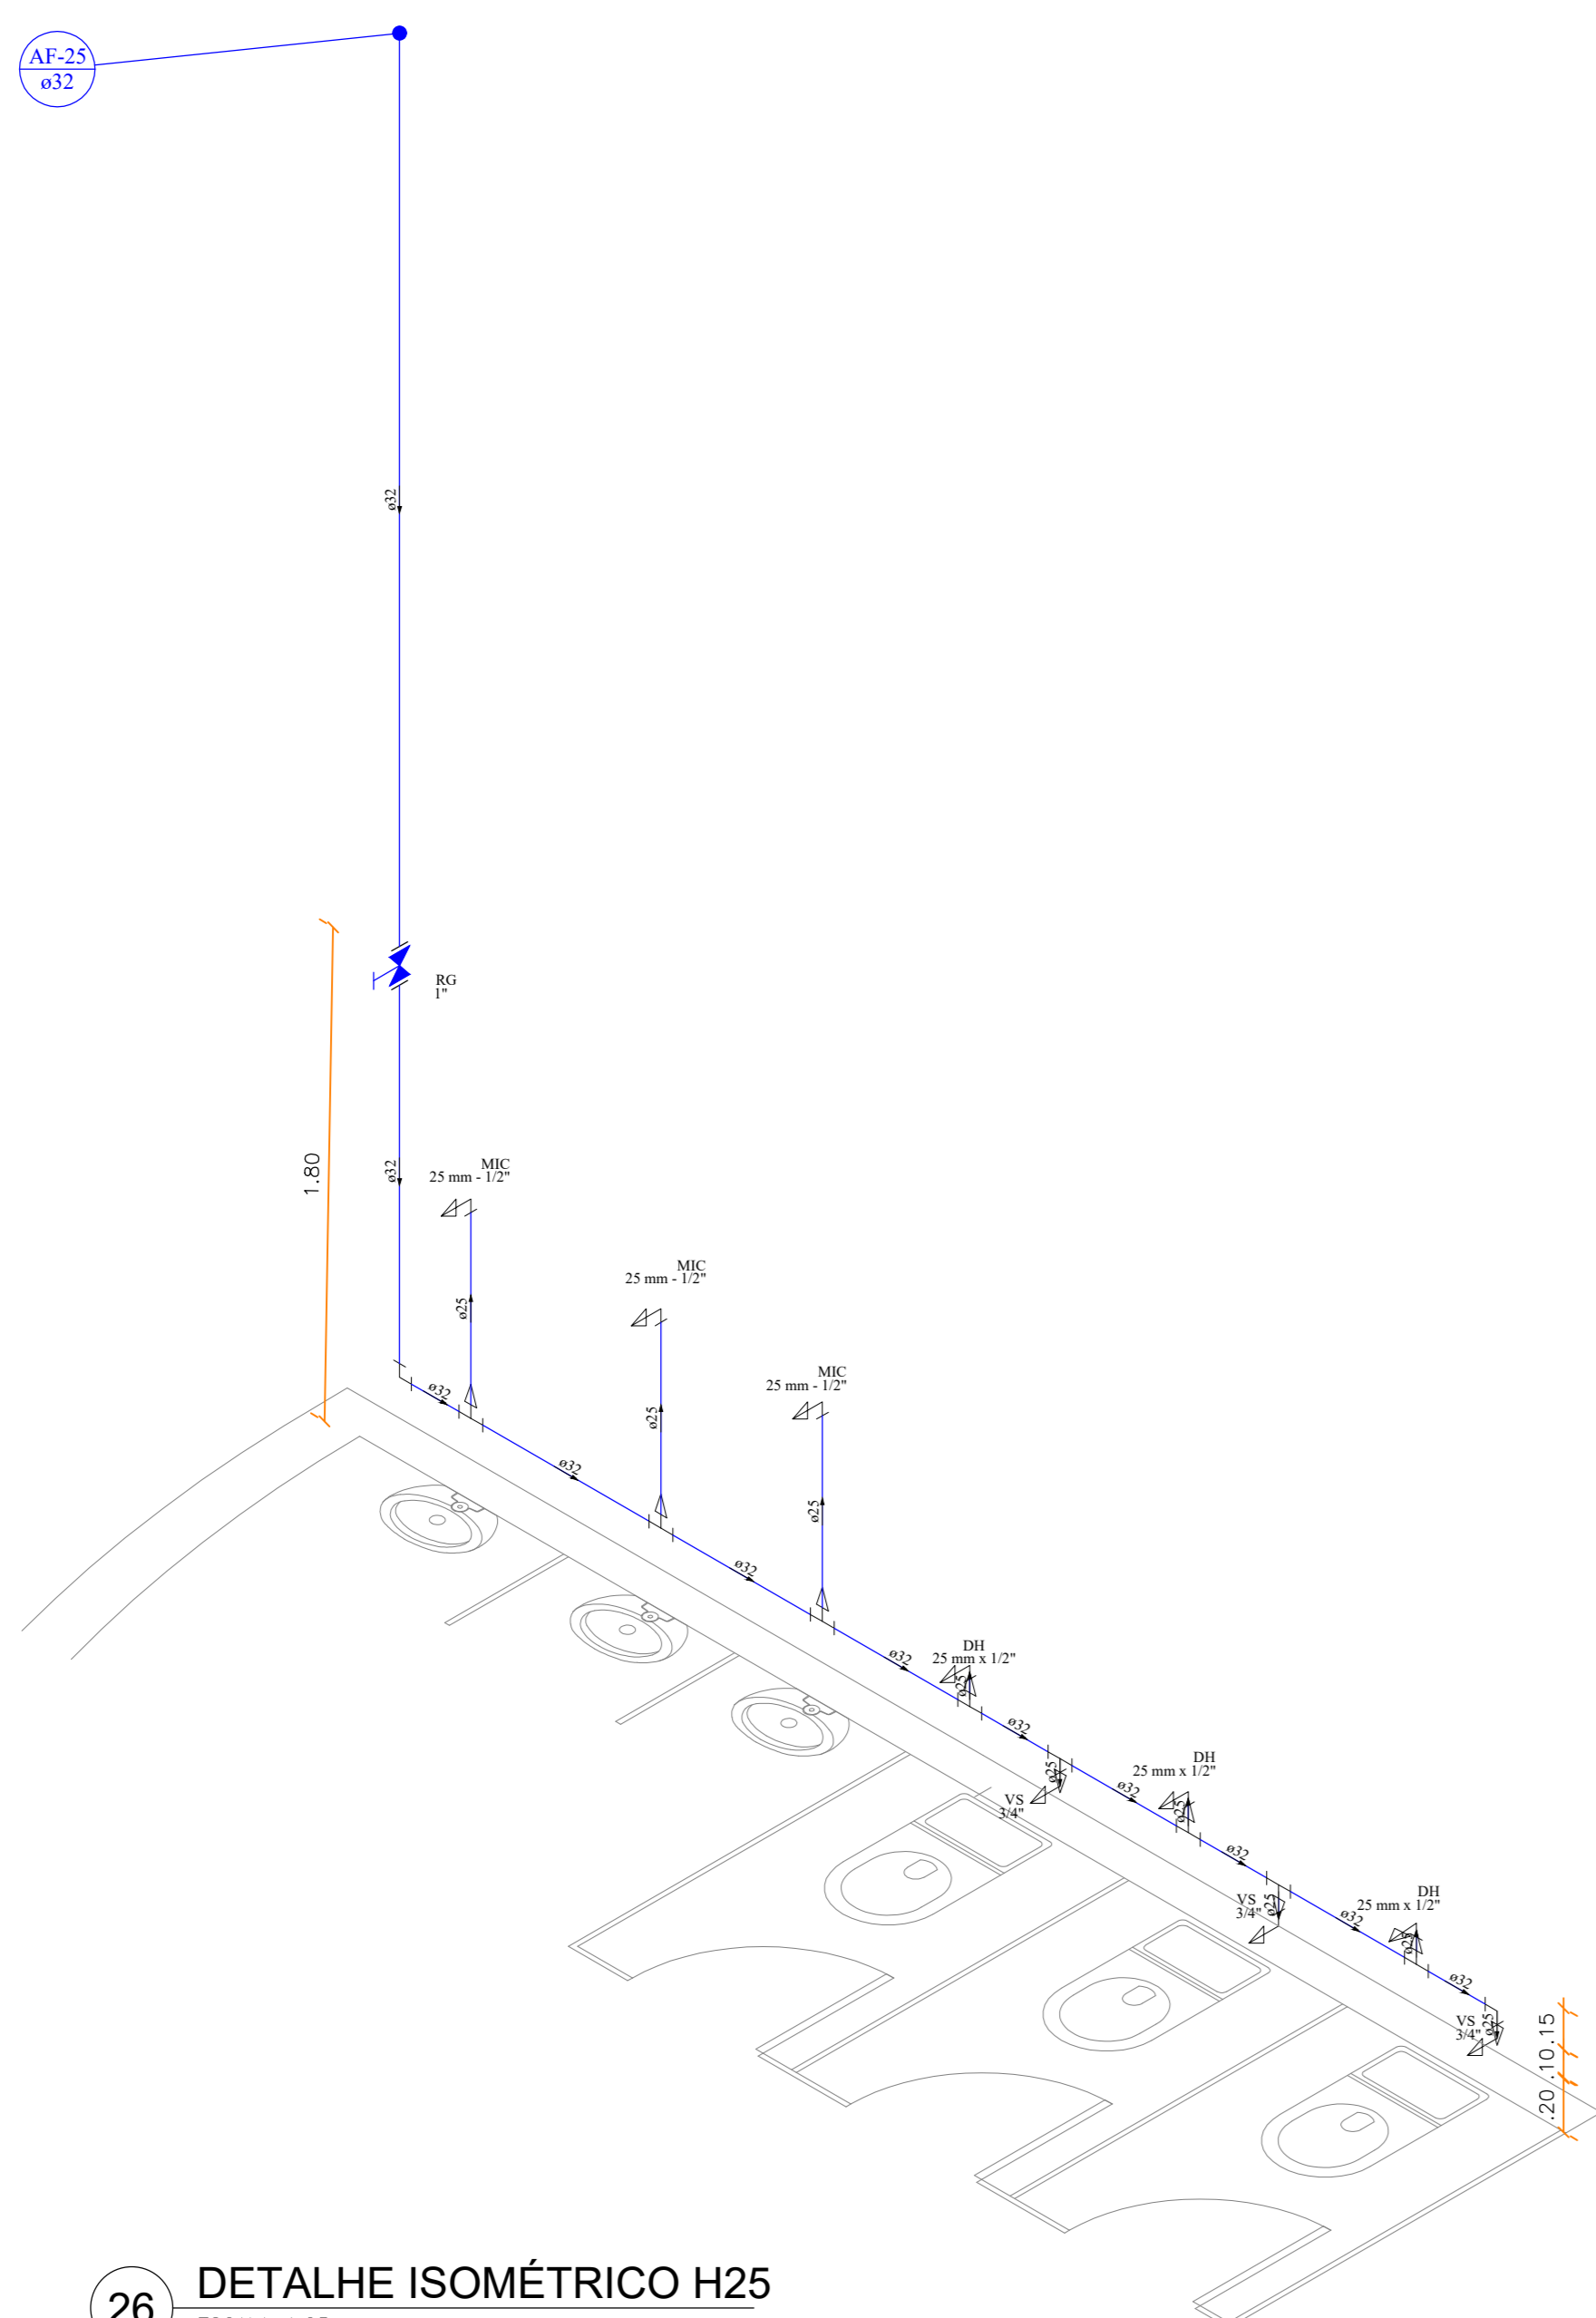 AF-25
ø32
ø32
RG
1"
1.80
ø32
MIC
25 mm - 1/2"
ø25
MIC
25 mm - 1/2"
ø25
MIC
25 mm - 1/2"
ø25
ø32
ø32
ø32
ø32
DH
25 mm x 1/2"
ø25
ø32
ø25
VS
3/4"
ø32
DH
25 mm x 1/2"
ø25
ø32
VS
3/4"
ø25
ø32
DH
25 mm x 1/2"
ø25
ø32
VS
3/4"
ø25
.20 .10 .15
26
DETALHE ISOMÉTRICO H25